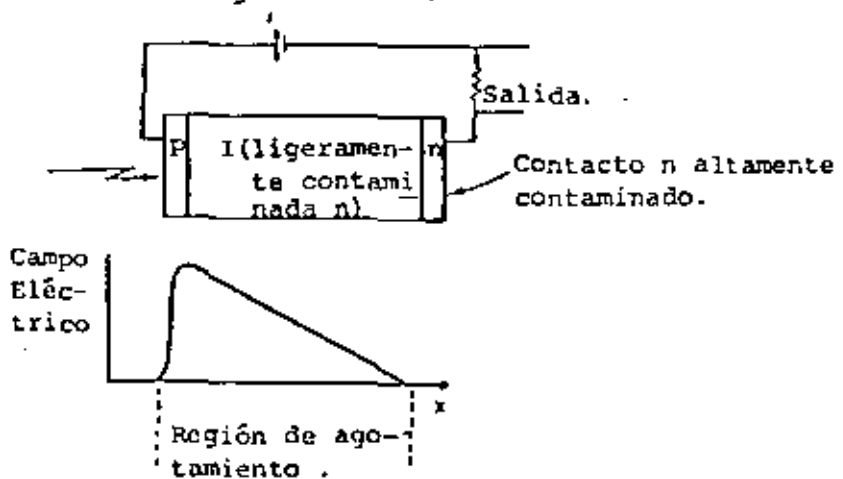 Salida.
P I(ligeramen- n
te contami
nada n)
Contacto n altamente
contaminado.
Campo
Eléc-
trico
x
Región de ago-
tamiento .